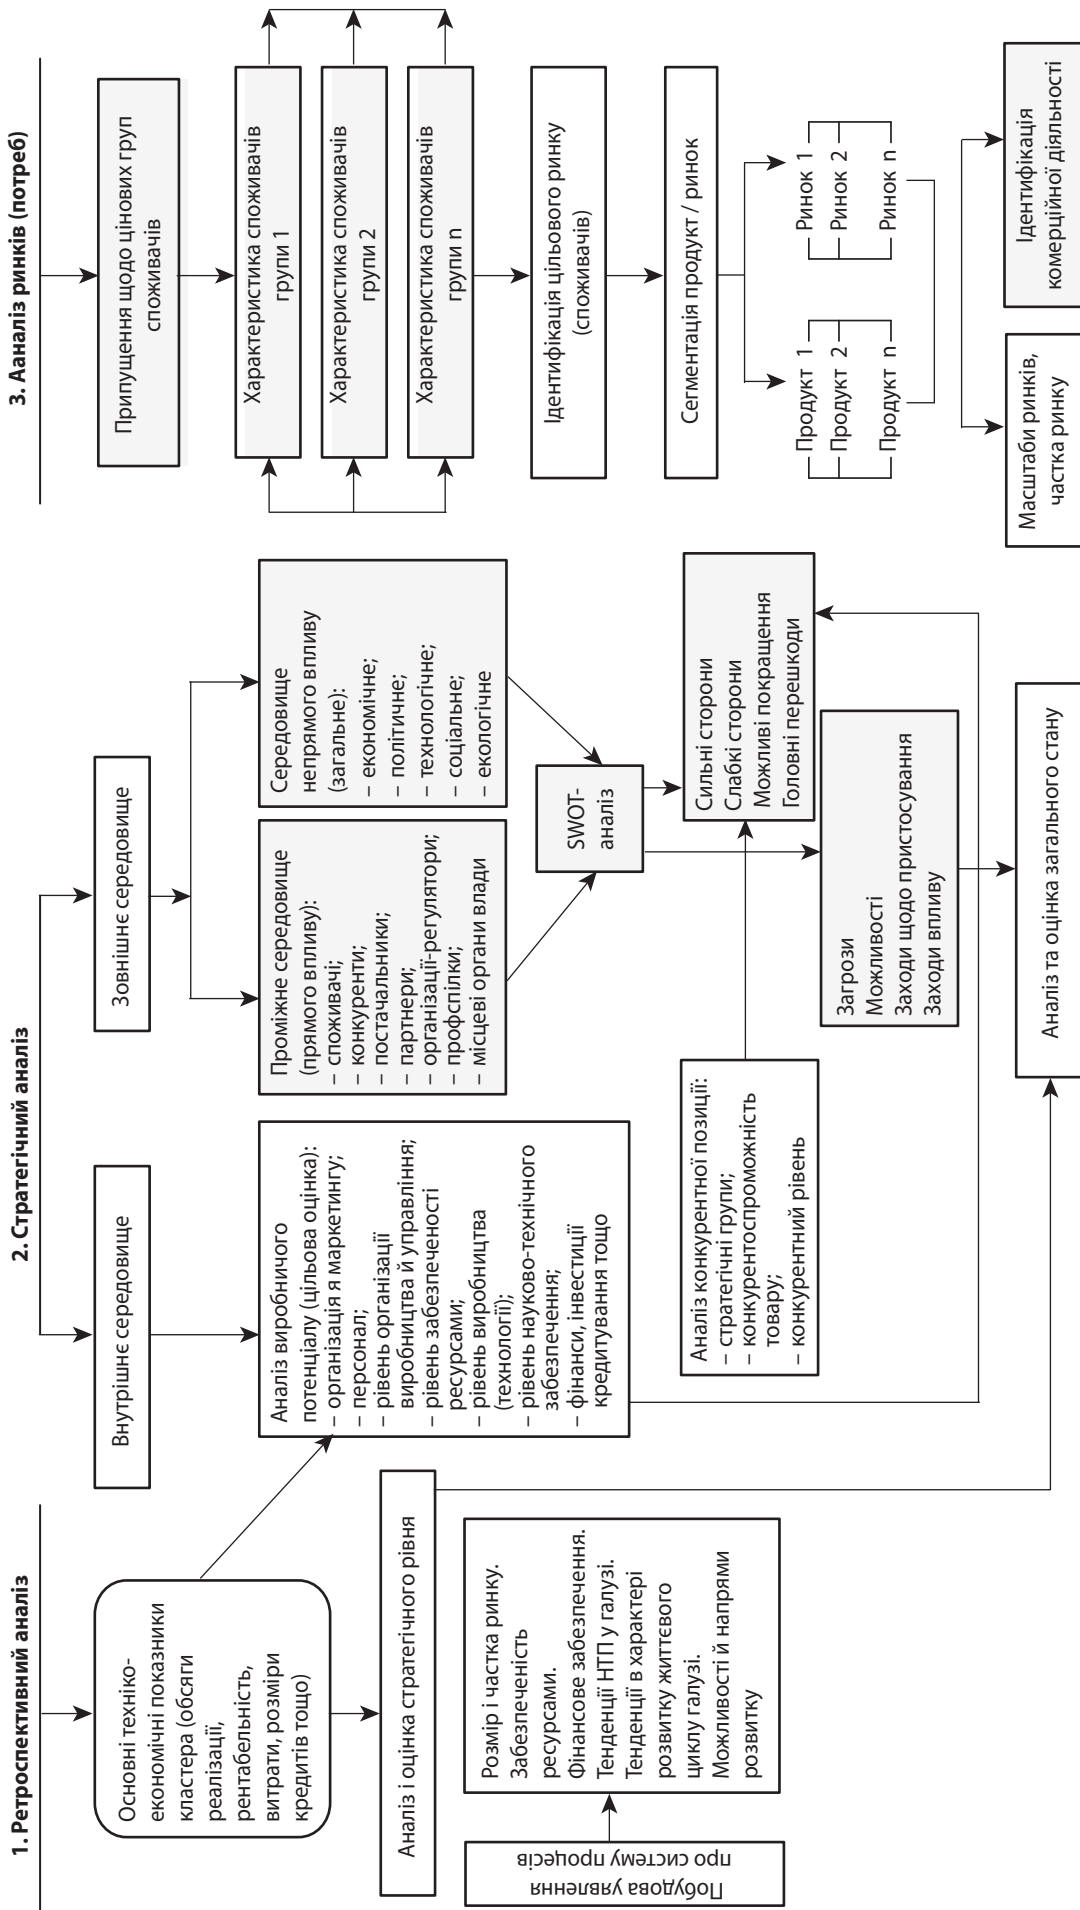 1. Ретроспективний аналіз
Основні техніко-
економічні показники
кластера (обсяги
реалізації,
рентабельність,
витрати, розміри
кредитів тощо)
Аналіз і оцінка стратегічного рівня
Побудова уявлення
про систему процесів
Розмір і частка ринку.
Забезпеченість
ресурсами.
Фінансове забезпечення.
Тенденції НТП у галузі.
Тенденції в характері
розвитку життєвого
циклу галузі.
Можливості й напрями
розвитку
2. Стратегічний аналіз
Внутрішнє середовище
Аналіз виробничого
потенціалу (цільова оцінка):
– організація я маркетингу;
– персонал;
– рівень організації
виробництва й управління;
– рівень забезпеченості
ресурсами;
– рівень виробництва
(технології);
– рівень науково-технічного
забезпечення;
– фінанси, інвестиції
кредитування тощо
Зовнішнє середовище
Проміжне середовище
(прямого впливу):
– споживачі;
– конкуренти;
– постачальники;
– партнери;
– організації-регулятори;
– профспілки;
– місцеві органи влади
Середовище
непрямого впливу
(загальне):
– економічне;
– політичне;
– технологічне;
– соціальне;
– екологічне
SWOT-
аналіз
Аналіз конкурентної позиції:
– стратегічні групи;
– конкурентоспроможність
товару;
– конкурентний рівень
Сильні сторони
Слабкі сторони
Можливі покращення
Головні перешкоди
Загрози
Можливості
Заходи щодо пристосування
Заходи впливу
Аналіз та оцінка загального стану
3. Ааналіз ринків (потреб)
Припущення щодо цінових груп
споживачів
Характеристика споживачів
групи 1
Характеристика споживачів
групи 2
Характеристика споживачів
групи n
Ідентифікація цільового ринку
(споживачів)
Сегментація продукт / ринок
Продукт 1
Продукт 2
Продукт n
Ринок 1
Ринок 2
Ринок n
Масштаби ринків,
частка ринку
Ідентифікація
комерційної діяльності